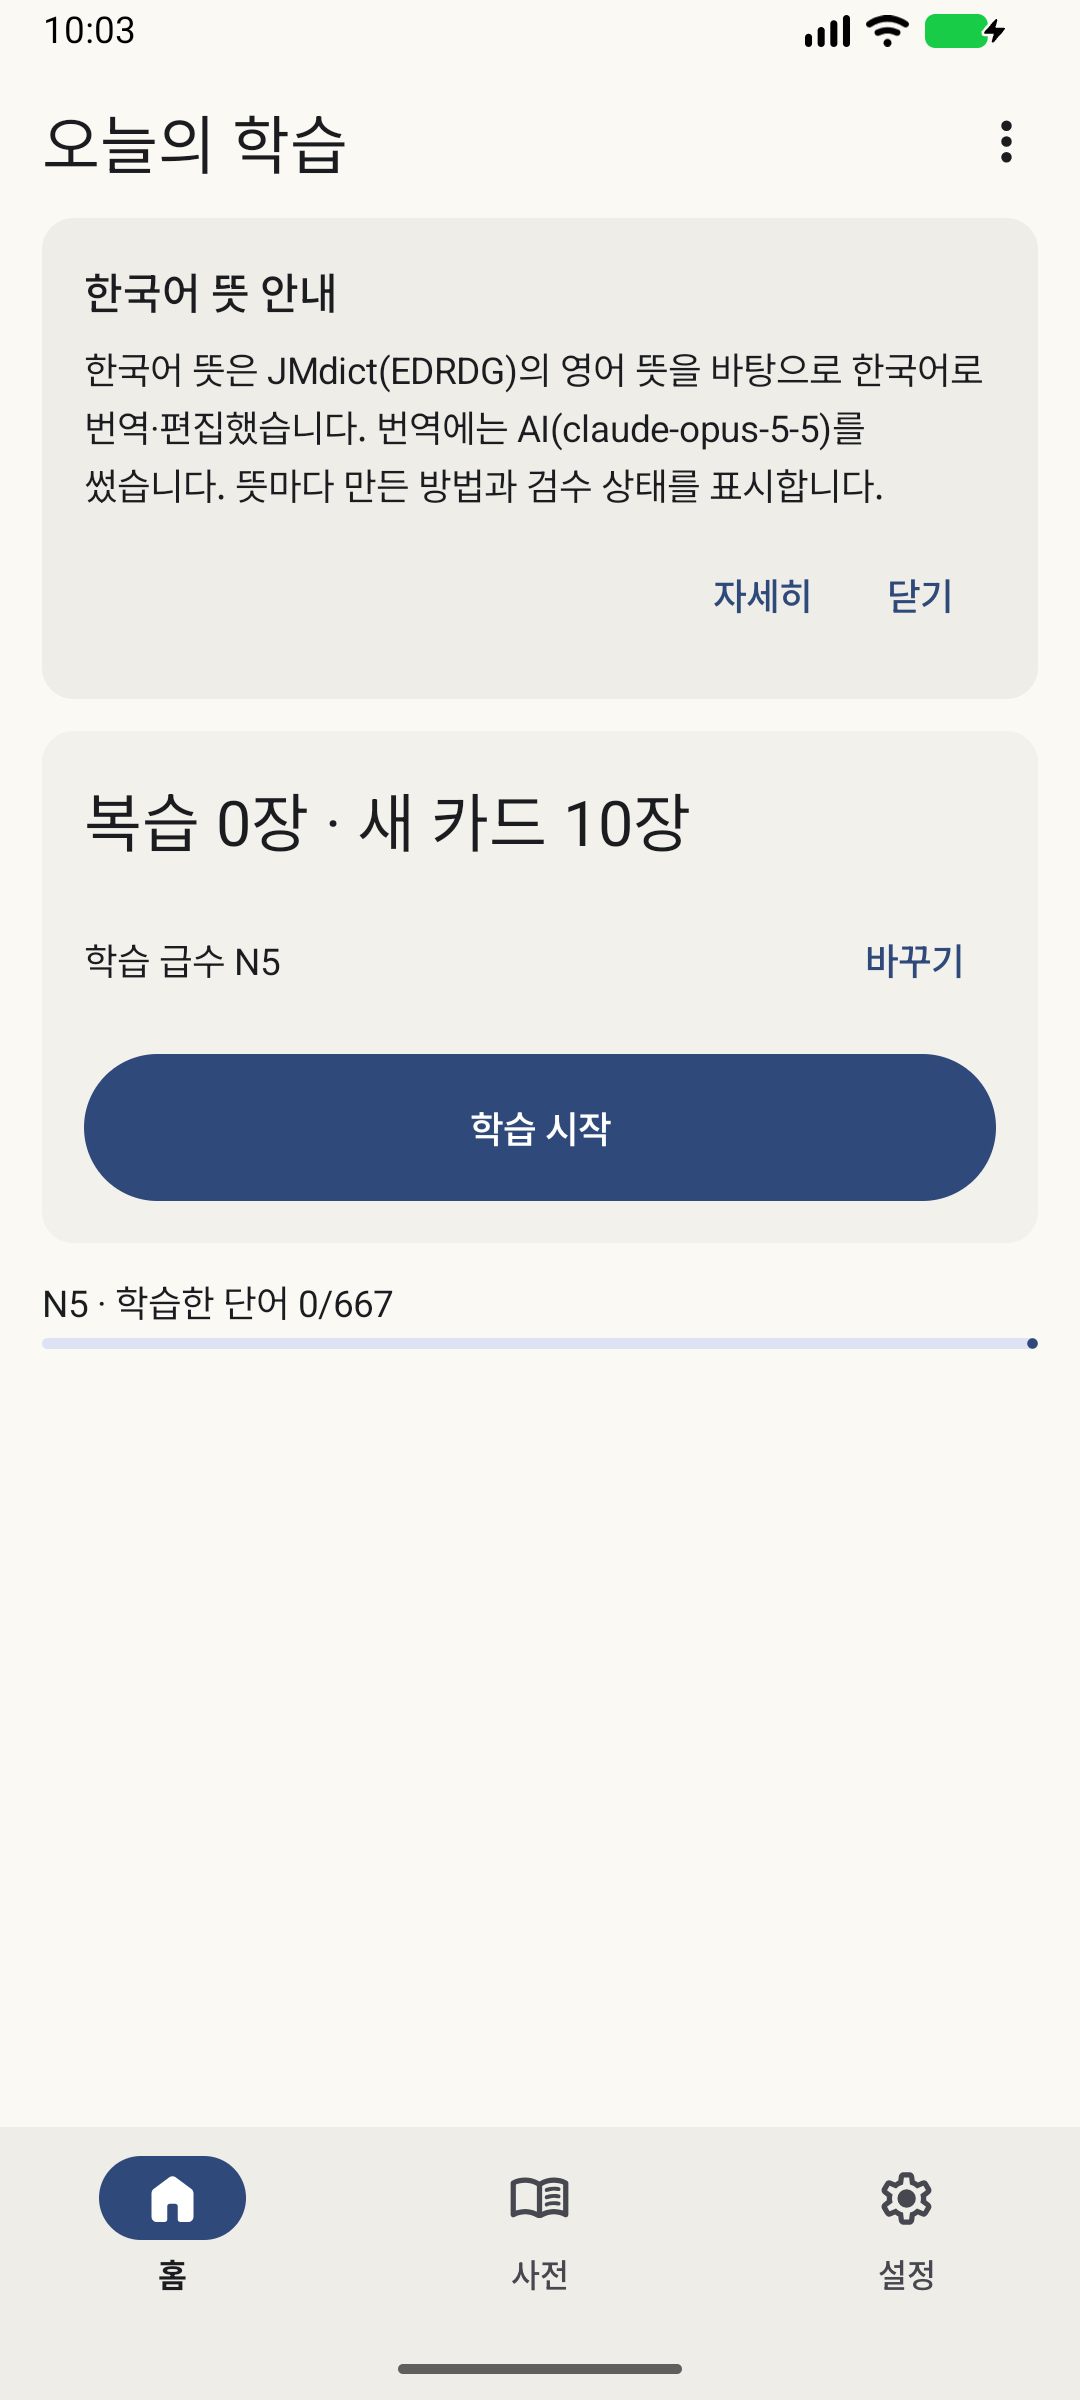 10:03
오늘의 학습
한국어 뜻 안내
한국어 뜻은 JMdict(EDRDG)의 영어 뜻을 바탕으로 한국어로
번역·편집했습니다. 번역에는 AI(claude-opus-5-5)를
썼습니다. 뜻마다 만든 방법과 검수 상태를 표시합니다.
자세히 닫기
복습 0장 · 새 카드 10장
학습 급수 N5 바꾸기
학습 시작
N5 · 학습한 단어 0/667
홈 사전 설정